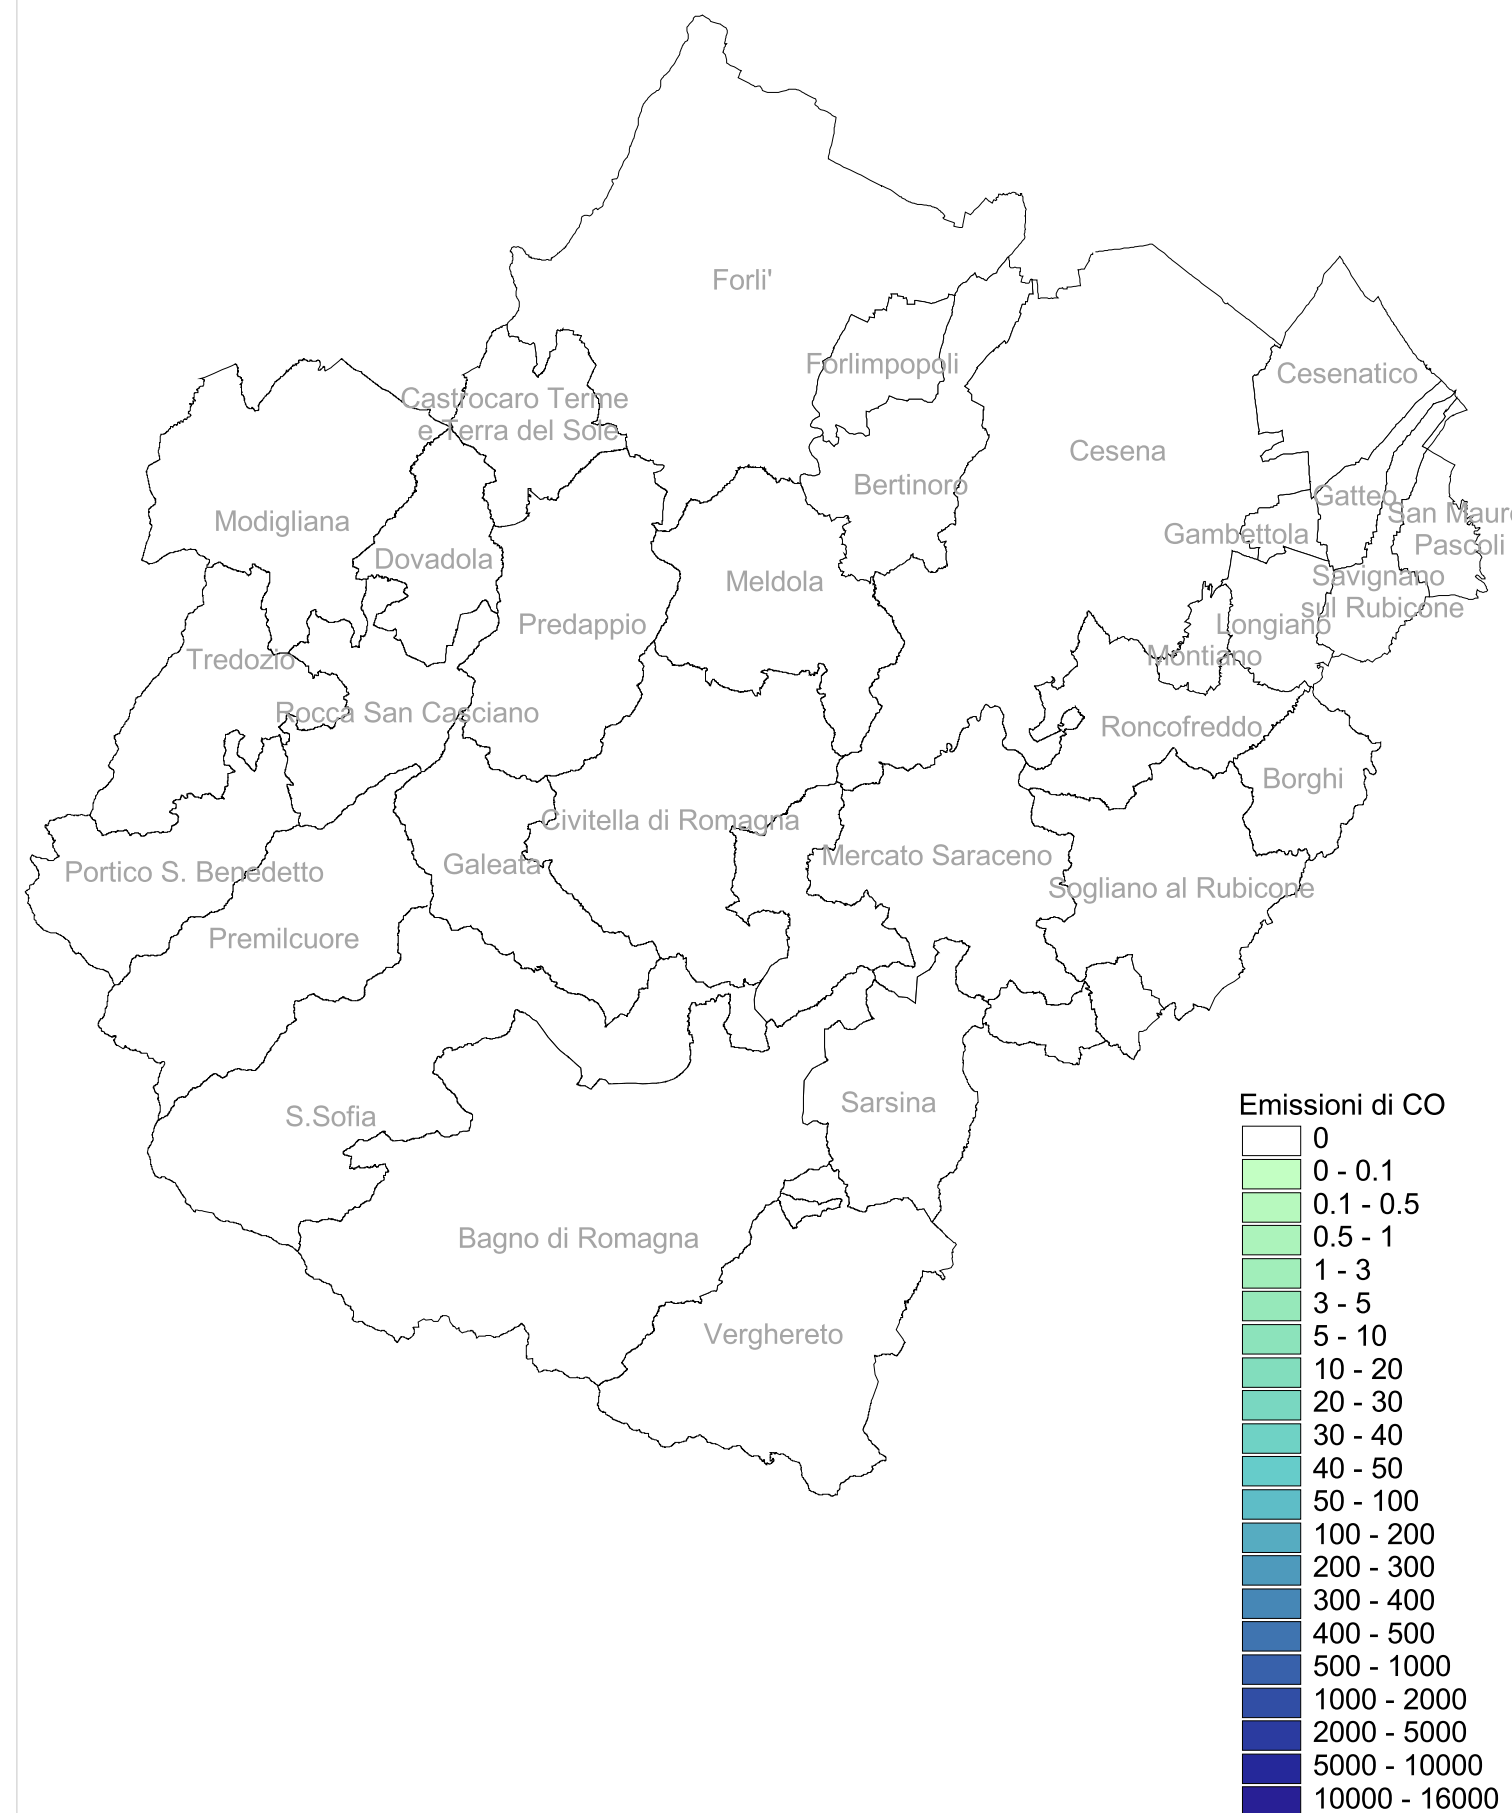 Forli'
Forlimpopoli
Cesenatico
Castrocaro Terme
e Terra del Sole
Cesena
Bertinoro
Gatteo
San Mauro
Pascoli
Modigliana
Gambettola
Dovadola
Meldola
Savignano
sul Rubicone
Predappio
Longiano
Montiano
Tredozio
Rocca San Casciano
Roncofreddo
Borghi
Civitella di Romagna
Mercato Saraceno
Galeata
Portico S. Benedetto
Sogliano al Rubicone
Premilcuore
Sarsina
S.Sofia
Bagno di Romagna
Verghereto
Emissioni di CO
0
0 - 0.1
0.1 - 0.5
0.5 - 1
1 - 3
3 - 5
5 - 10
10 - 20
20 - 30
30 - 40
40 - 50
50 - 100
100 - 200
200 - 300
300 - 400
400 - 500
500 - 1000
1000 - 2000
2000 - 5000
5000 - 10000
10000 - 16000